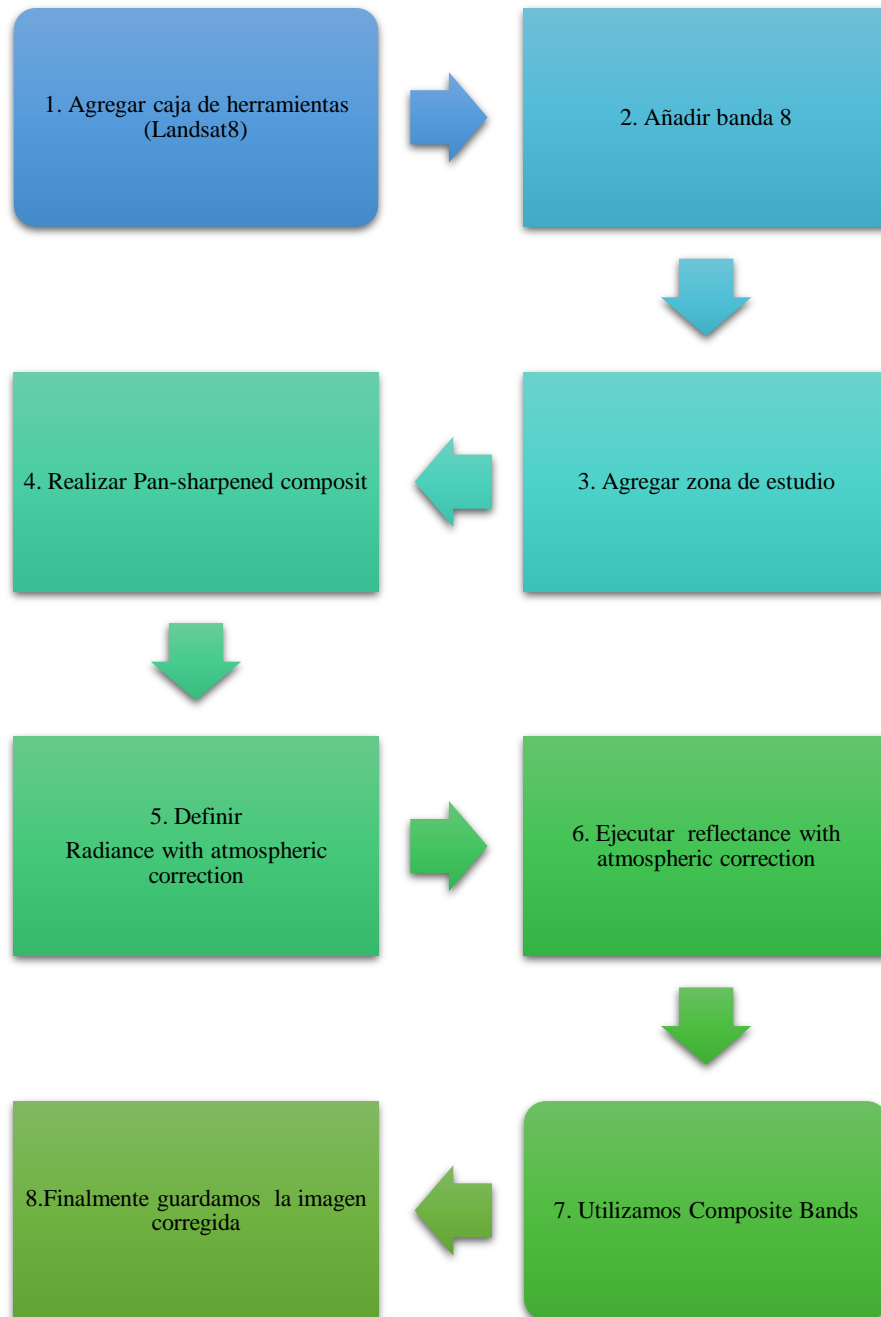 1. Agregar caja de herramientas
(Landsat8)
2. Añadir banda 8
3. Agregar zona de estudio
4. Realizar Pan-sharpened composit
5. Definir
Radiance with atmospheric
correction
6. Ejecutar reflectance with
atmospheric correction
7. Utilizamos Composite Bands
8.Finalmente guardamos la imagen
corregida